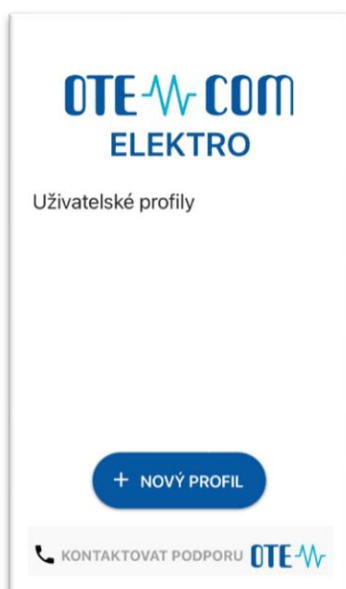 OTE COM
ELEKTRO
Uživatelské profily
+ NOVÝ PROFIL
KONTAKTOVAT PODPORU OTE